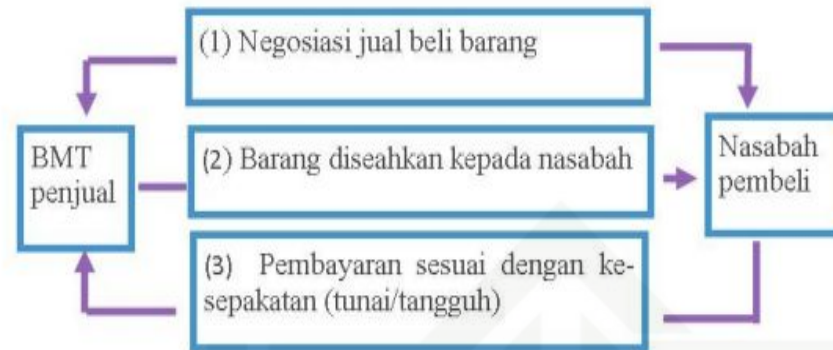 (1) Negosiasi jual beli barang
BMT
penjual
(2) Barang diseahkan kepada nasabah
Nasabah
pembeli
(3) Pembayaran sesuai dengan ke-
sepakatan (tunai/tangguh)